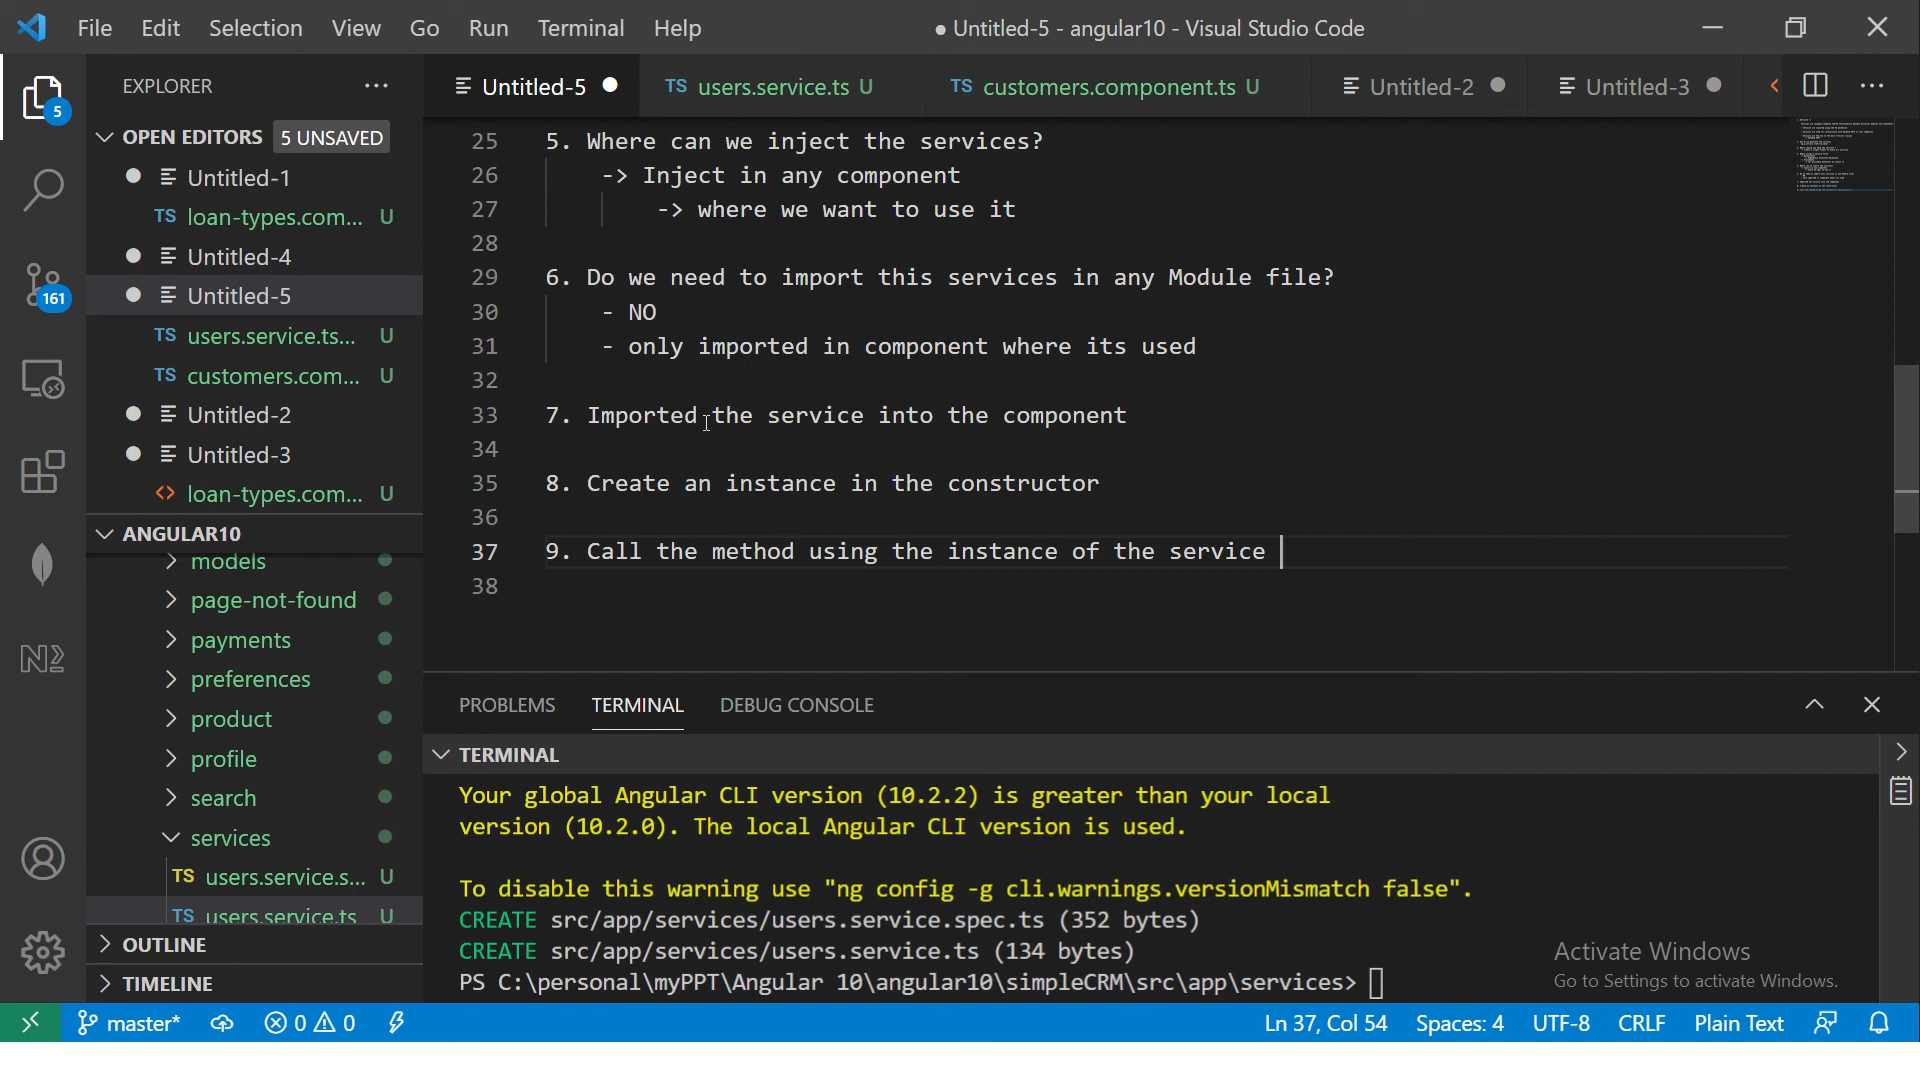 File Edit Selection View Go Run Terminal Help
● Untitled-5 - angular10 - Visual Studio Code
EXPLORER
Untitled-5
TS users.service.ts U
TS customers.component.ts U
Untitled-2
Untitled-3
OPEN EDITORS 5 UNSAVED
Untitled-1
TS loan-types.com... U
Untitled-4
Untitled-5
TS users.service.ts... U
TS customers.com... U
Untitled-2
Untitled-3
loan-types.com... U
ANGULAR10
models
page-not-found
payments
preferences
product
profile
search
services
TS users.service.s... U
TS users.service.ts U
OUTLINE
TIMELINE
5
161
25 5. Where can we inject the services?
26 -> Inject in any component
27 -> where we want to use it
28
29 6. Do we need to import this services in any Module file?
30 - NO
31 - only imported in component where its used
32
33 7. Imported the service into the component
34
35 8. Create an instance in the constructor
36
37 9. Call the method using the instance of the service
38
PROBLEMS TERMINAL DEBUG CONSOLE
TERMINAL
Your global Angular CLI version (10.2.2) is greater than your local
version (10.2.0). The local Angular CLI version is used.
To disable this warning use "ng config -g cli.warnings.versionMismatch false".
CREATE src/app/services/users.service.spec.ts (352 bytes)
CREATE src/app/services/users.service.ts (134 bytes)
PS C:\personal\myPPT\Angular 10\angular10\simpleCRM\src\app\services>
Activate Windows
Go to Settings to activate Windows.
master* 0 0 Ln 37, Col 54 Spaces: 4 UTF-8 CRLF Plain Text